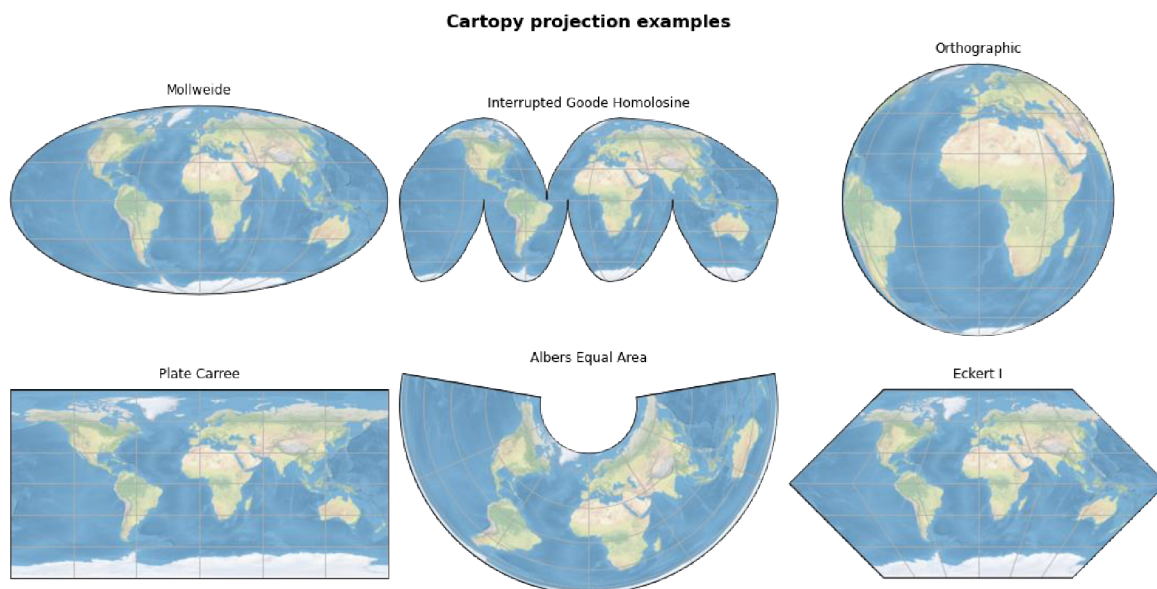 Cartopy projection examples
Mollweide
Interrupted Goode Homolosine
Orthographic
Plate Carree
Albers Equal Area
Eckert I